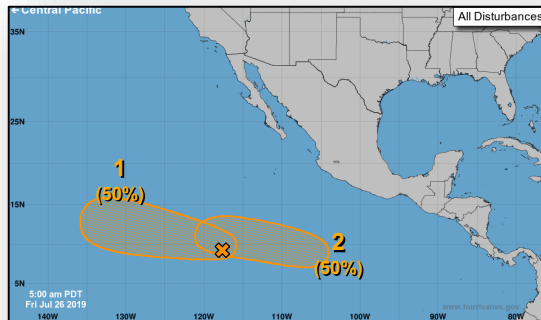 ←Central Pacific
All Disturbances
35N
25N
1
(50%)
15N
2
(50%)
5N
5:00 am PDT
Fri Jul 26 2019
www.hurricanes.gov
140W 130W 120W 110W 100W 90W 80W